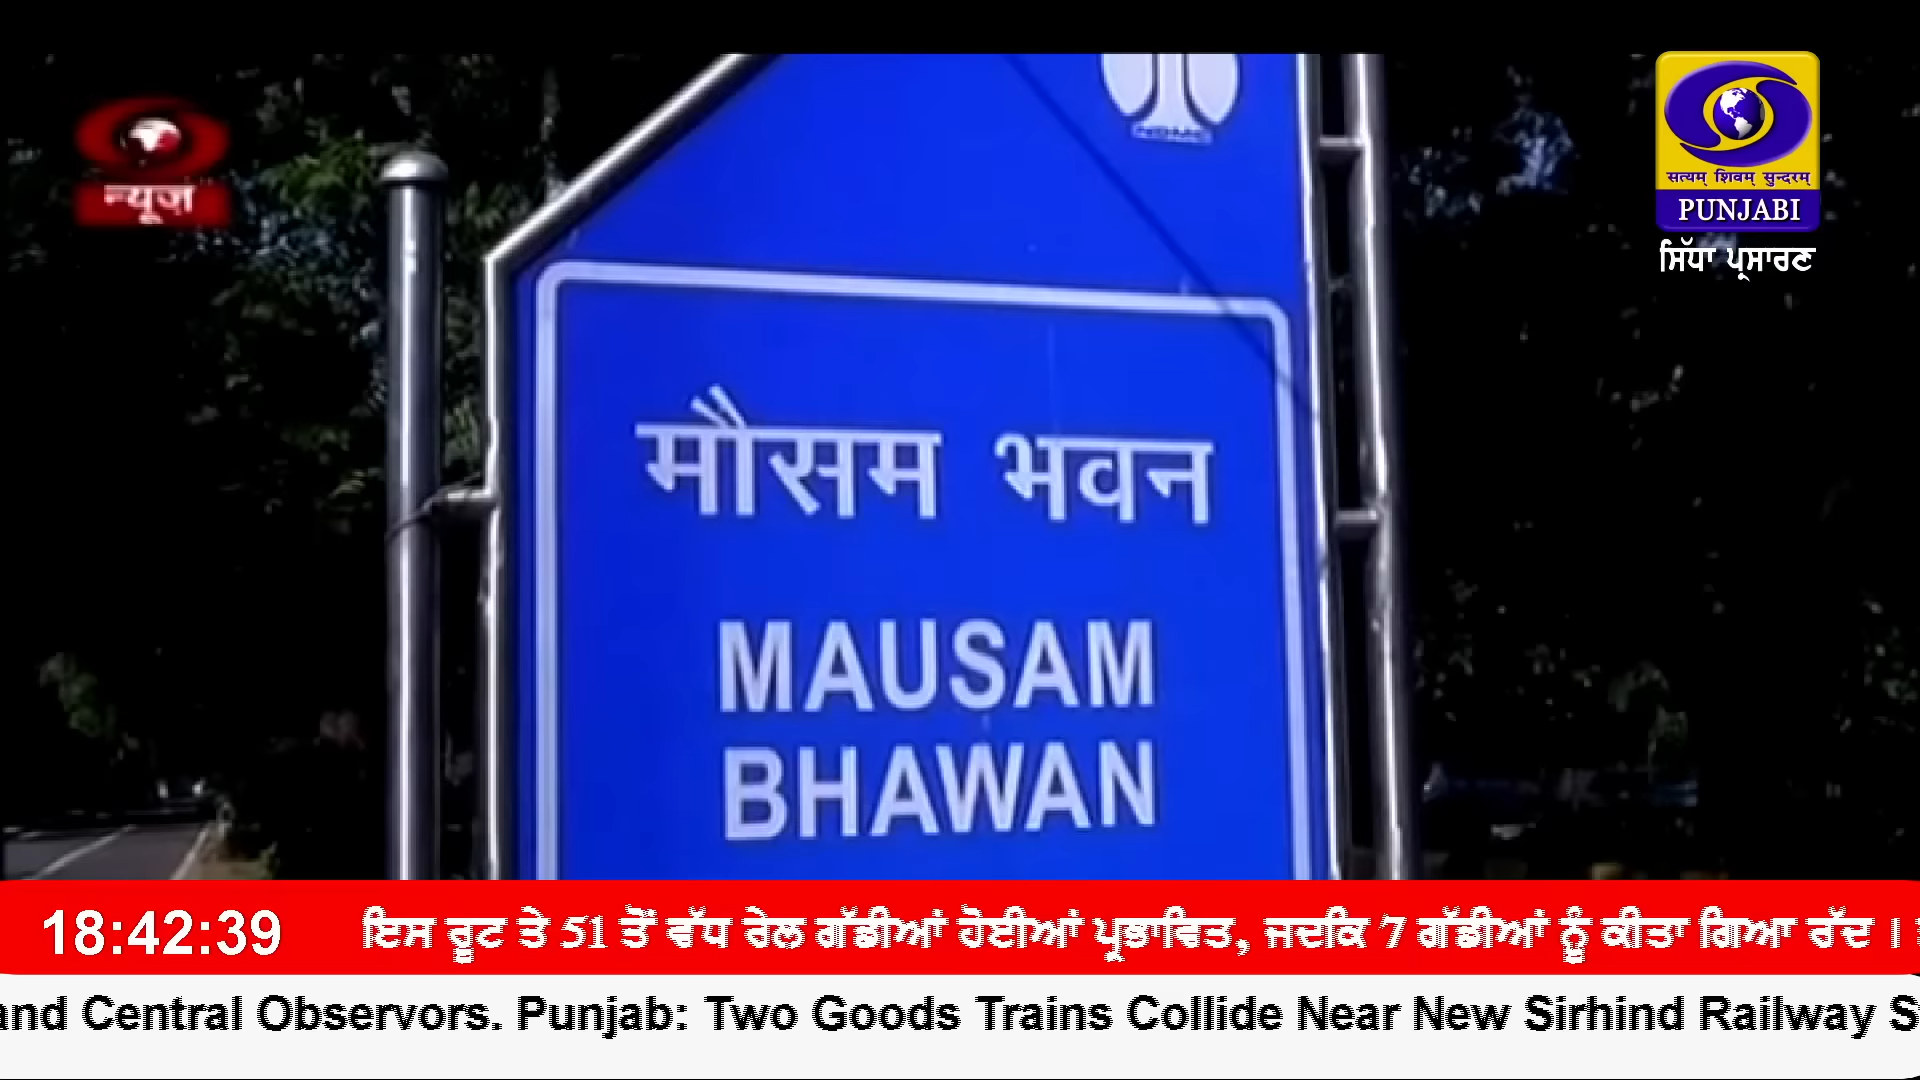 NDMC
न्यूज़
सत्यम् शिवम् सुन्दरम्
PUNJABI
ਸਿੱਧਾ ਪ੍ਰਸਾਰਣ
मौसम भवन
MAUSAM
BHAWAN
18:42:39 ਇਸ ਰੂਟ ਤੇ 51 ਤੋਂ ਵੱਧ ਰੇਲ ਗੱਡੀਆਂ ਹੋਈਆਂ ਪ੍ਰਭਾਵਿਤ, ਜਦਕਿ 7 ਗੱਡੀਆਂ ਨੂੰ ਕੀਤਾ ਗਿਆ ਰੱਦ ।
and Central Observors. Punjab: Two Goods Trains Collide Near New Sirhind Railway S